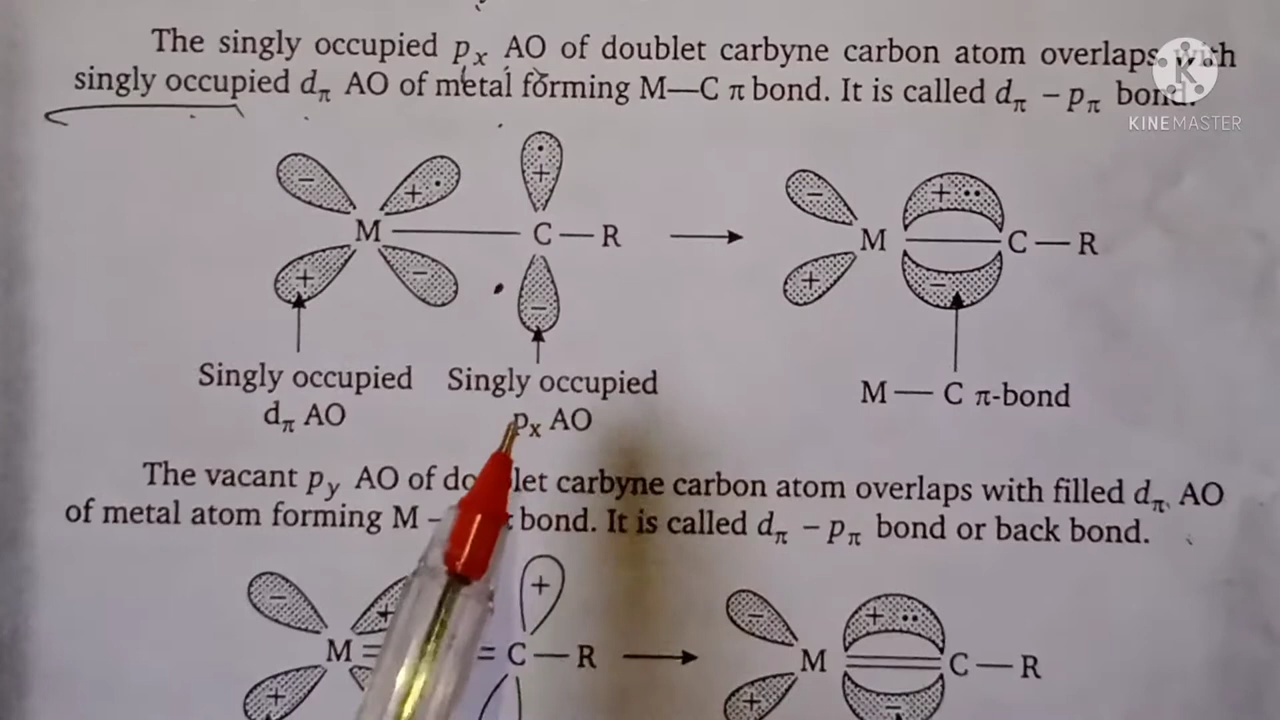 The singly occupied pₓ AO of doublet carbyne carbon atom overlaps with
singly occupied dπ AO of metal forming M—C π bond. It is called dπ – pπ bond.
K
KINEMASTER
− + · · +
M — C — R → M — C — R
+ − −
− + ··
+ −
Singly occupied Singly occupied
dπ AO pₓ AO
M — C π-bond
The vacant py AO of doublet carbyne carbon atom overlaps with filled dπ AO
of metal atom forming M – bond. It is called dπ – pπ bond or back bond.
− + + − + ··
M = = C — R → M ≡ C — R
+ + −